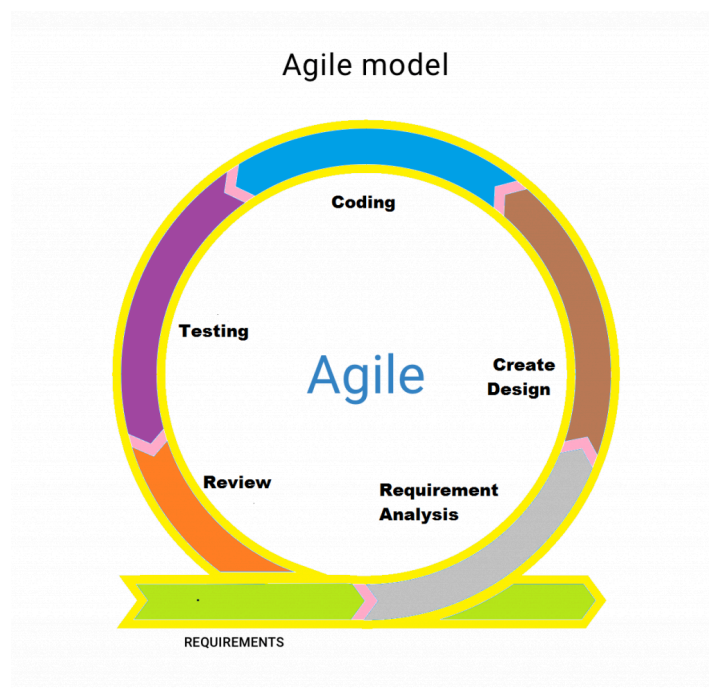 Agile model
Coding
Testing
Agile
Create
Design
Review
Requirement
Analysis
REQUIREMENTS